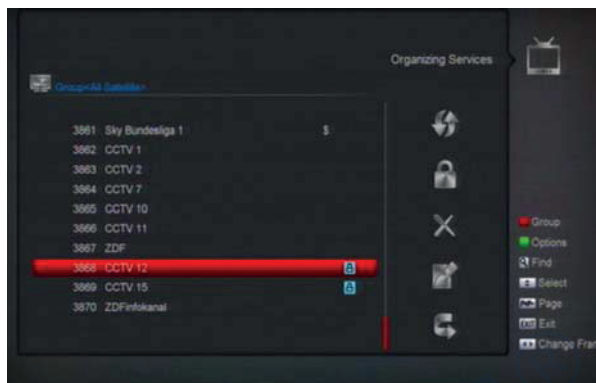 Organizing Services
Group<All Satellite>
3861 Sky Bundesliga 1 $
3862 CCTV 1
3863 CCTV 2
3864 CCTV 7
3865 CCTV 10
3866 CCTV 11
3867 ZDF
3868 CCTV 12
3869 CCTV 15
3870 ZDFinfokanal
Group
Options
Find
Select
Page
Exit
Change Fram